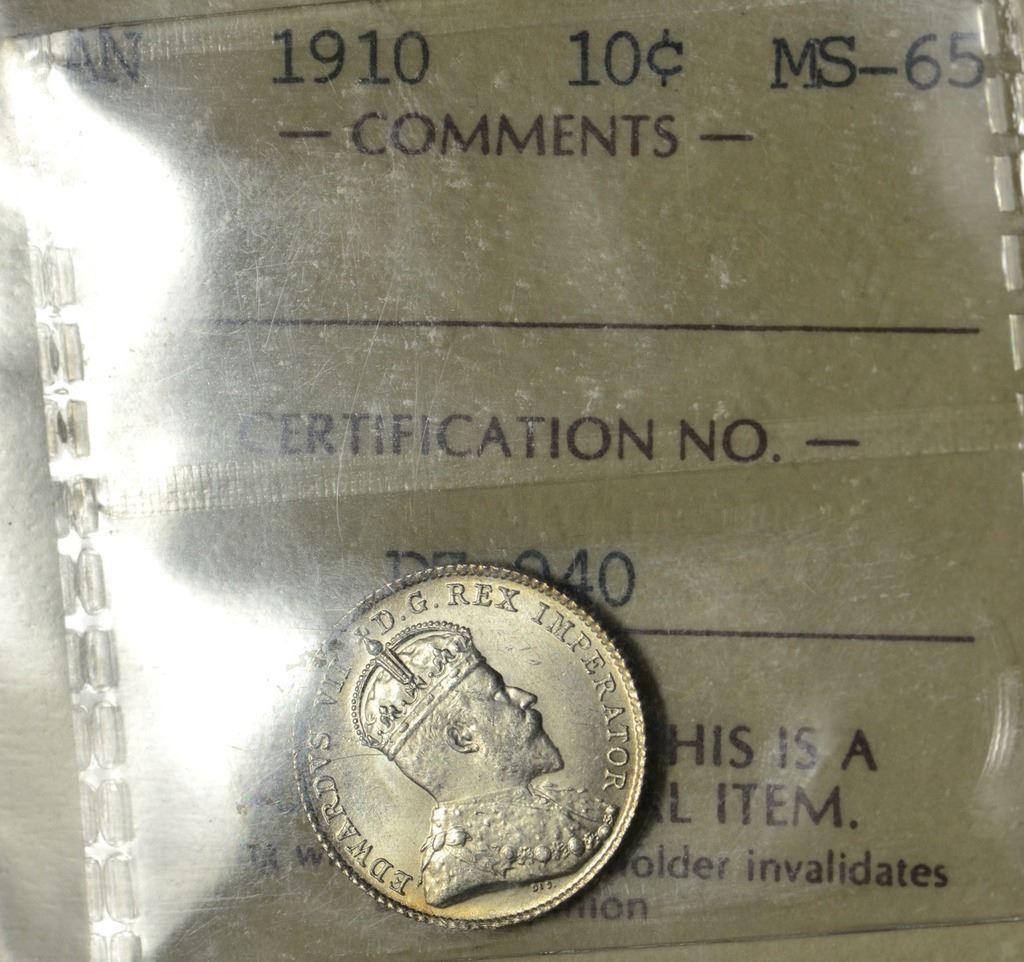 AN 1910 10¢ MS-65
— COMMENTS —
CERTIFICATION NO. —
940
EDWARDVS VII D.G. REX IMPERATOR
HIS IS A
L ITEM.
older invalidates